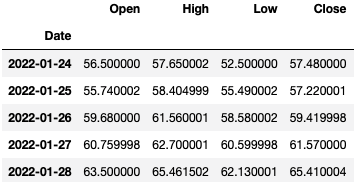 Open High Low Close
Date
2022-01-24 56.500000 57.650002 52.500000 57.480000
2022-01-25 55.740002 58.404999 55.490002 57.220001
2022-01-26 59.680000 61.560001 58.580002 59.419998
2022-01-27 60.759998 62.700001 60.599998 61.570000
2022-01-28 63.500000 65.461502 62.130001 65.410004